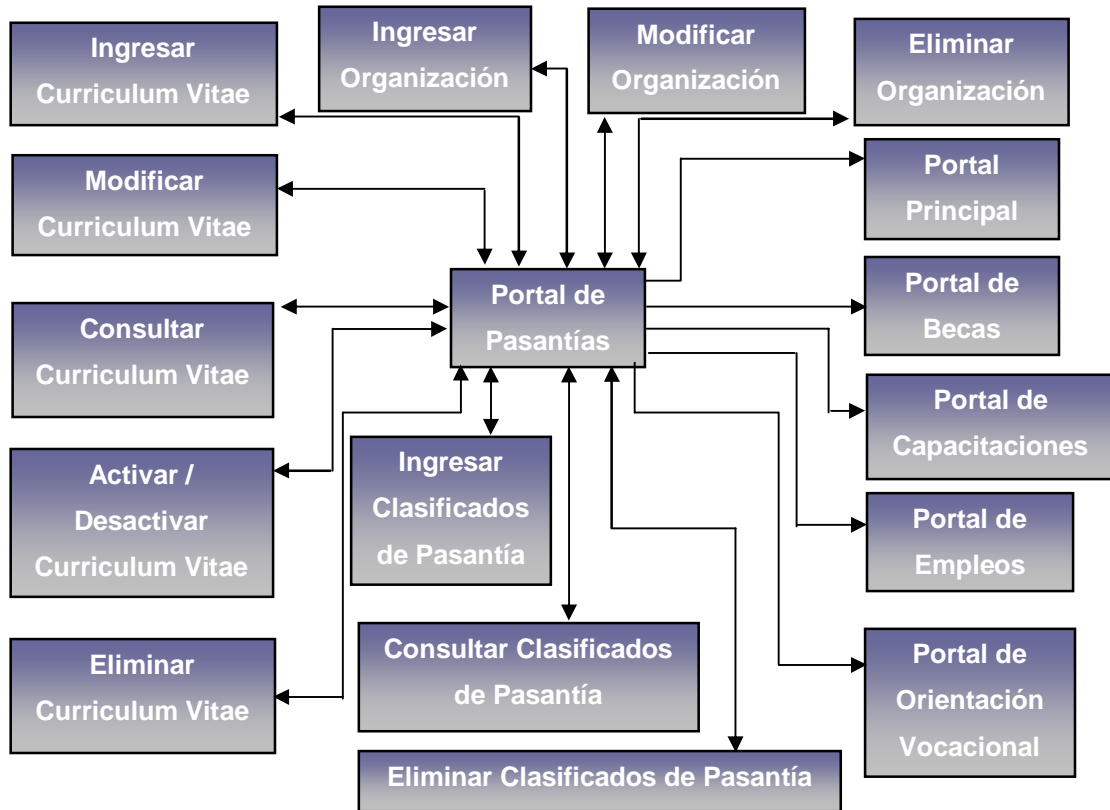 Ingresar
Curriculum Vitae
Ingresar
Organización
Modificar
Organización
Eliminar
Organización
Modificar
Curriculum Vitae
Portal
Principal
Portal de
Pasantías
Portal de
Becas
Consultar
Curriculum Vitae
Portal de
Capacitaciones
Activar /
Desactivar
Curriculum Vitae
Ingresar
Clasificados
de Pasantía
Portal de
Empleos
Eliminar
Curriculum Vitae
Consultar Clasificados
de Pasantía
Portal de
Orientación
Vocacional
Eliminar Clasificados de Pasantía